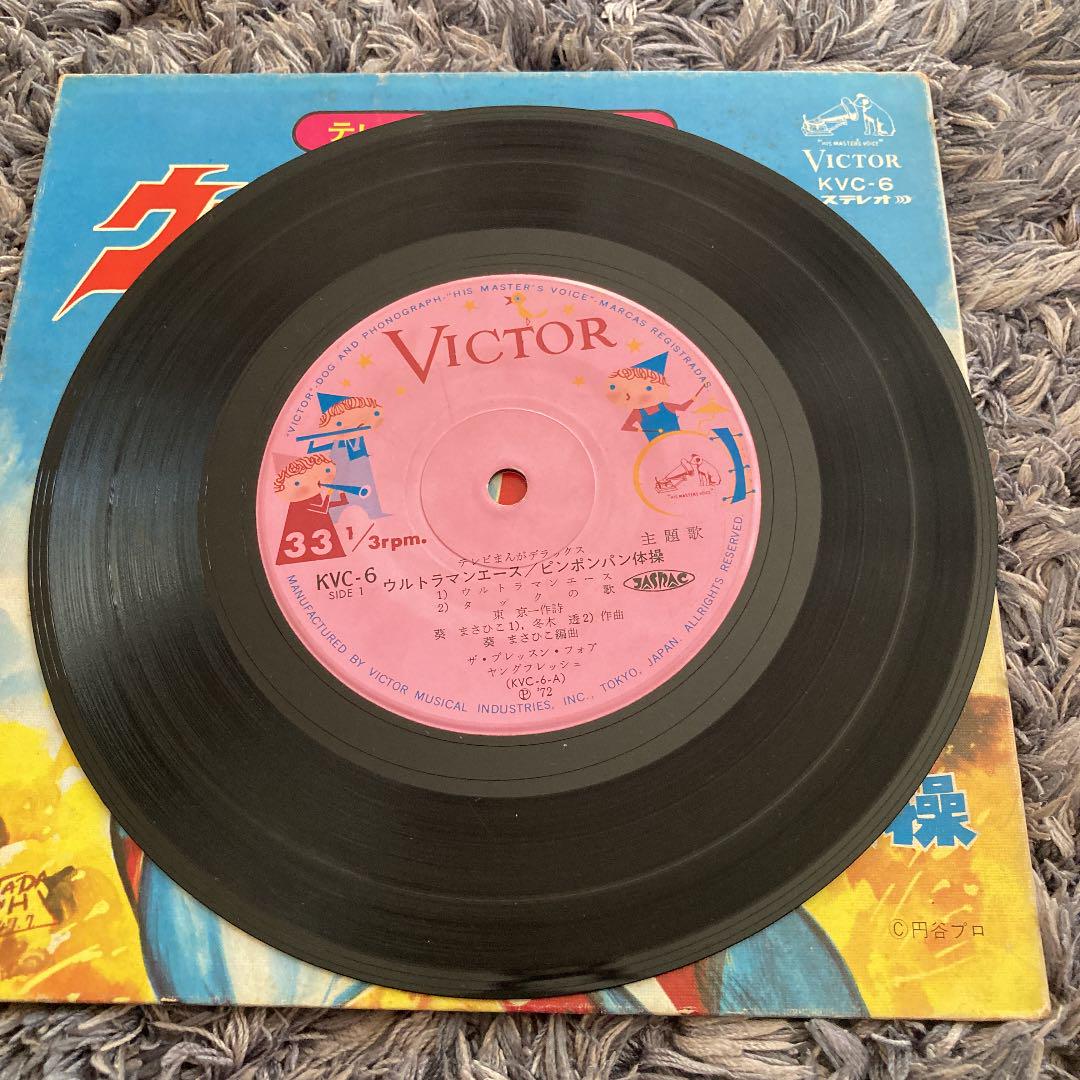 テレ
ウ
"HIS MASTER'S VOICE"
VICTOR
KVC-6
ステレオ
"VICTOR"·DOG AND PHONOGRAPH-"HIS MASTER'S VOICE"·MARCAS REGISTRADAS
VICTOR
"HIS MASTER'S VOICE"
33 1/3rpm.
主題歌
テレビまんがデラックス
KVC-6 ウルトラマンエース/ピンポンパン体操
SIDE 1
1) ウルトラマンエース
2) タックの歌
JASRAC
東 京一作詩
葵 まさひこ1), 冬木 透2) 作曲
葵 まさひこ編曲
ザ・ブレッスン・フォア
ヤングフレッシュ
(KVC-6-A)
Ⓟ '72
MANUFACTURED BY VICTOR MUSICAL INDUSTRIES, INC., TOKYO, JAPAN. ALL RIGHTS RESERVED
操
©円谷プロ